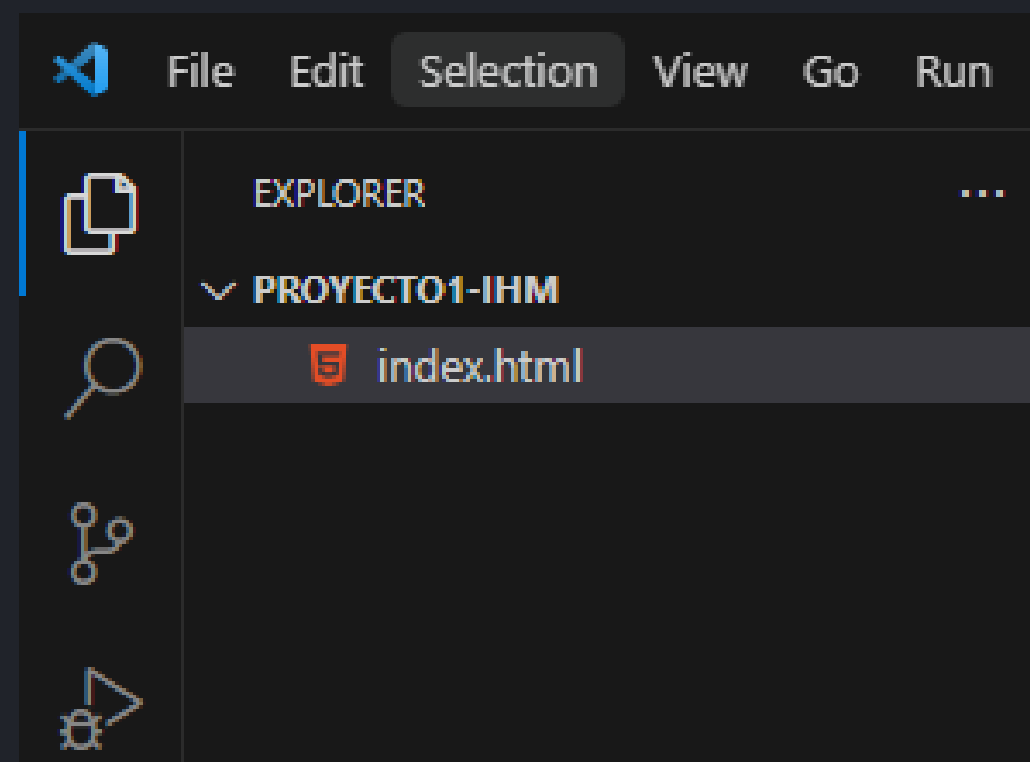 File Edit Selection View Go Run
EXPLORER ...
PROYECTO1-IHM
index.html